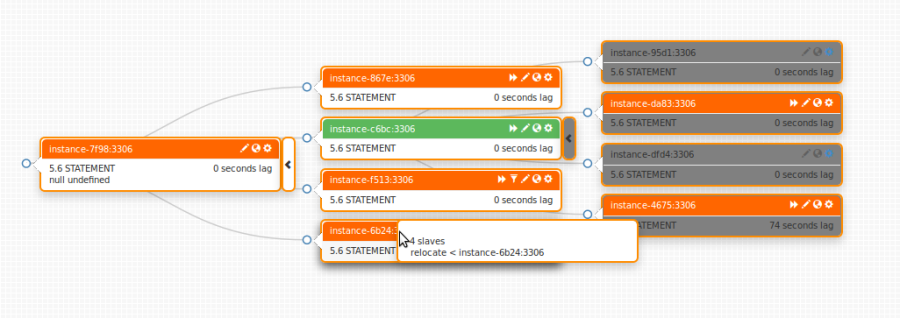 instance-7f98:3306
5.6 STATEMENT 0 seconds lag
null undefined
instance-867e:3306
5.6 STATEMENT 0 seconds lag
instance-c6bc:3306
5.6 STATEMENT 0 seconds lag
instance-f513:3306
5.6 STATEMENT 0 seconds lag
instance-6b24:3
5.6 STATEMENT
4 slaves
relocate < instance-6b24:3306
instance-95d1:3306
5.6 STATEMENT 0 seconds lag
instance-da83:3306
5.6 STATEMENT 0 seconds lag
instance-dfd4:3306
5.6 STATEMENT 0 seconds lag
instance-4675:3306
ATEMENT 74 seconds lag